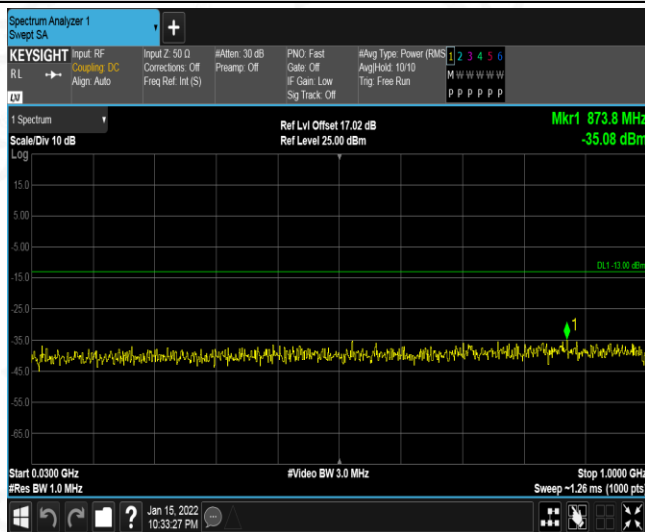 Spectrum Analyzer 1
Swept SA
+
KEYSIGHT
RL
LXI
Input: RF
Coupling: DC
Align: Auto
Input Z: 50 Ω
Corrections: Off
Freq Ref: Int (S)
#Atten: 30 dB
Preamp: Off
PNO: Fast
Gate: Off
IF Gain: Low
Sig Track: Off
#Avg Type: Power (RMS
Avg|Hold: 10/10
Trig: Free Run
1 2 3 4 5 6
M W W W W W
P P P P P P
1 Spectrum
Scale/Div 10 dB
Ref Lvl Offset 17.02 dB
Ref Level 25.00 dBm
Mkr1 873.8 MHz
-35.08 dBm
Log
15.0
5.00
-5.00
DL1 -13.00 dBm
-15.0
-25.0
1
-35.0
-45.0
-55.0
-65.0
Start 0.0300 GHz
#Res BW 1.0 MHz
#Video BW 3.0 MHz
Stop 1.0000 GHz
Sweep ~1.26 ms (1000 pts)
?
Jan 15, 2022
10:33:27 PM